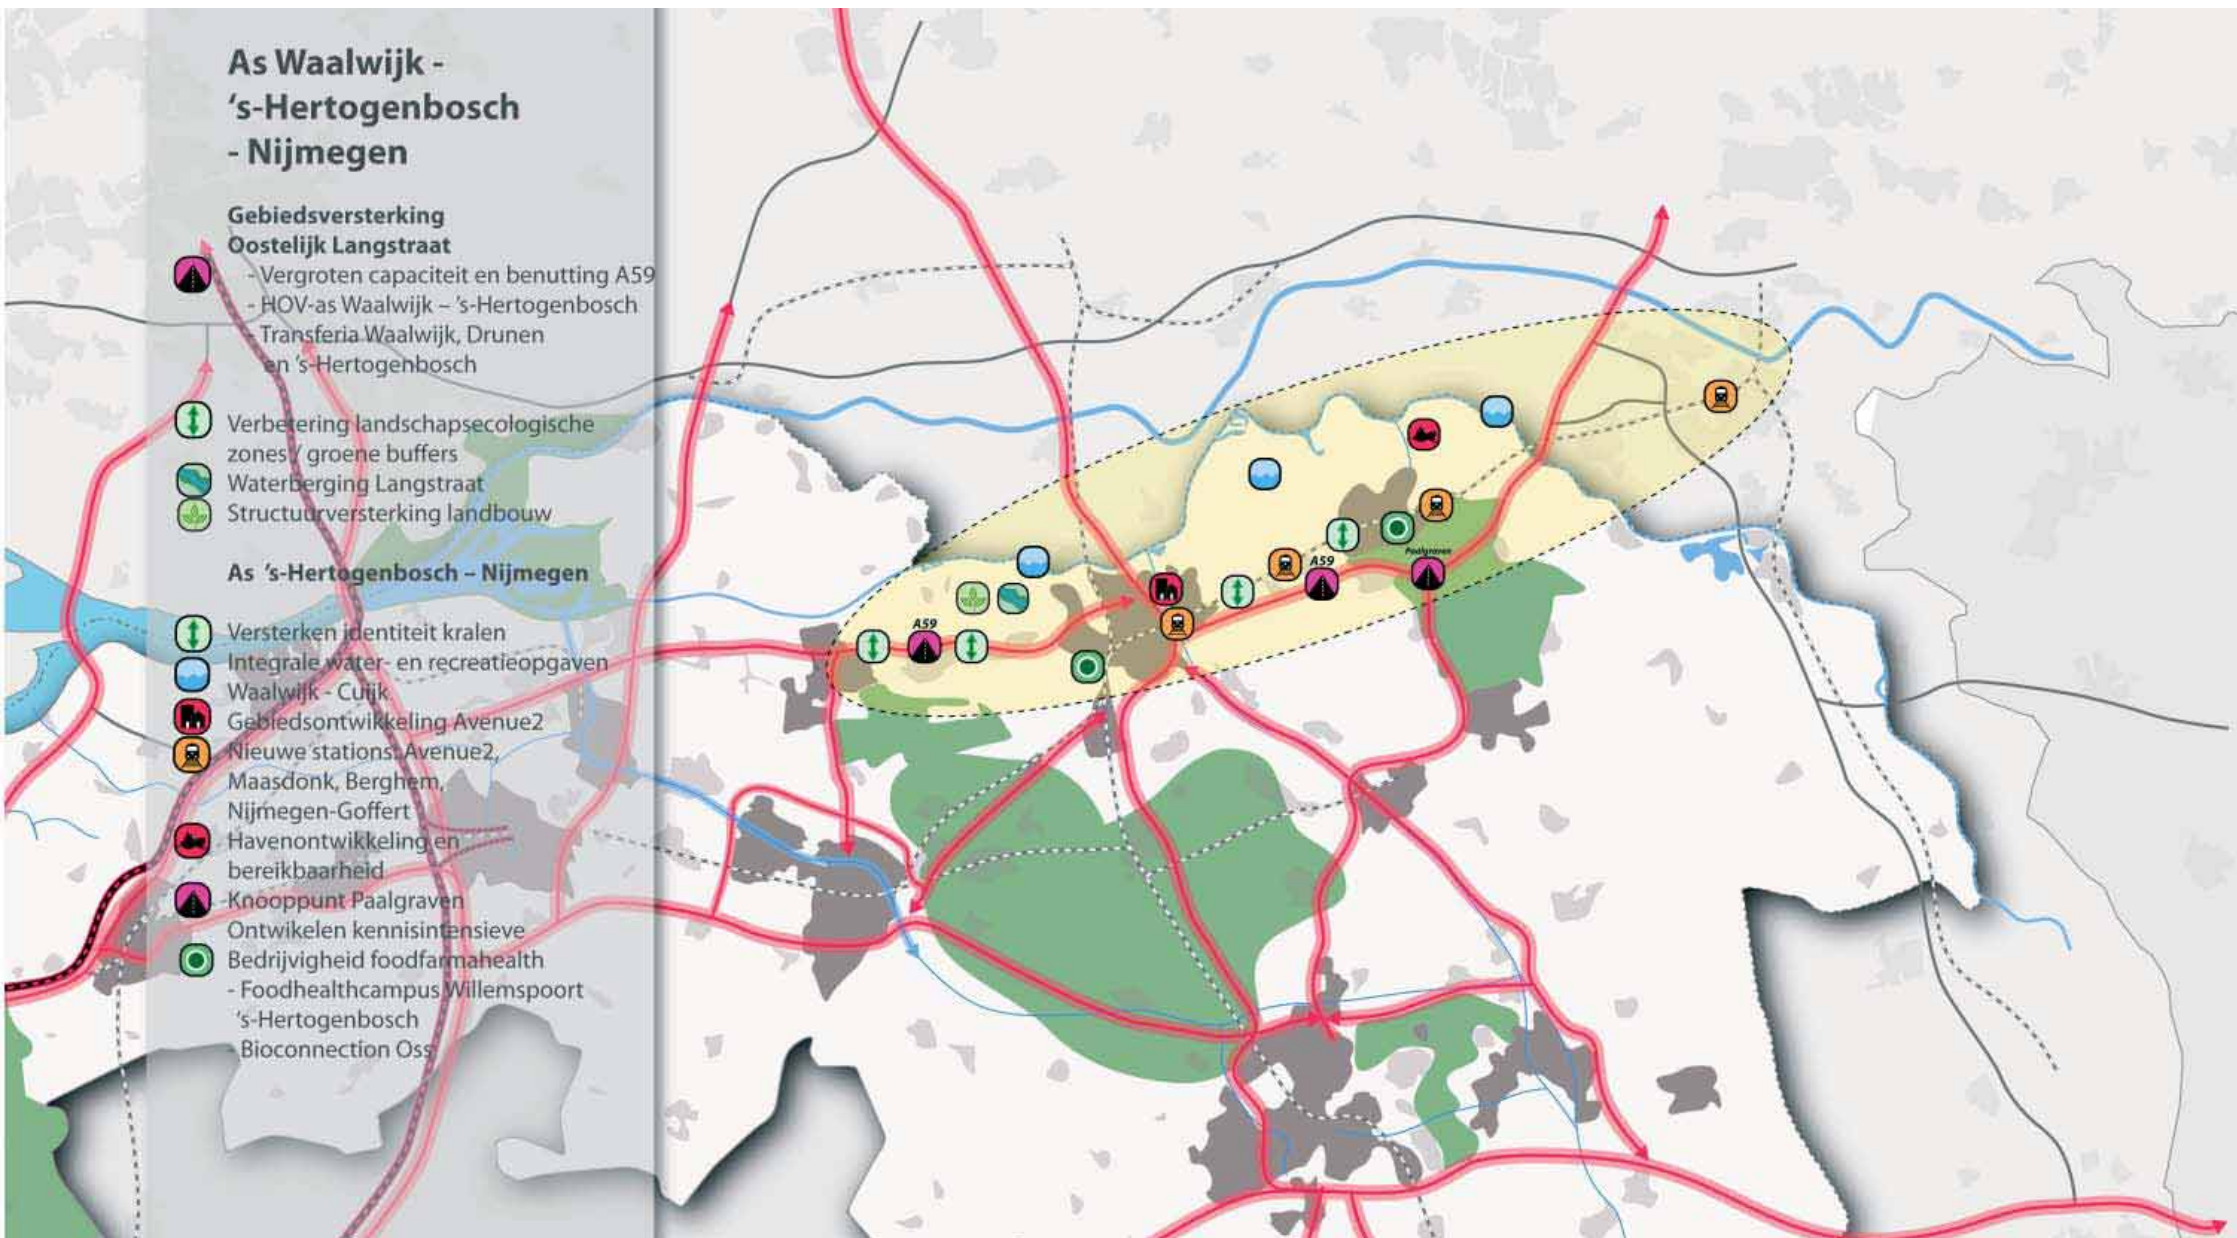 As Waalwijk -
's-Hertogenbosch
- Nijmegen
Gebiedsversterking
Oostelijk Langstraat
- Vergroten capaciteit en benutting A59
- HOV-as Waalwijk – 's-Hertogenbosch
- Transferia Waalwijk, Drunen
en 's-Hertogenbosch
Verbetering landschapsecologische
zones / groene buffers
Waterberging Langstraat
Structuurversterking landbouw
As 's-Hertogenbosch – Nijmegen
Versterken identiteit kralen
Integrale water- en recreatieopgaven
Waalwijk - Cuijk
Gebiedsontwikkeling Avenue2
Nieuwe stations: Avenue2,
Maasdonk, Berghem,
Nijmegen-Goffert
Havenontwikkeling en
bereikbaarheid
Knooppunt Paalgraven
Ontwikelen kennisintensieve
Bedrijvigheid foodfarmahealth
- Foodhealthcampus Willemspoort
's-Hertogenbosch
- Bioconnection Oss
Paalgraven
A59
A59